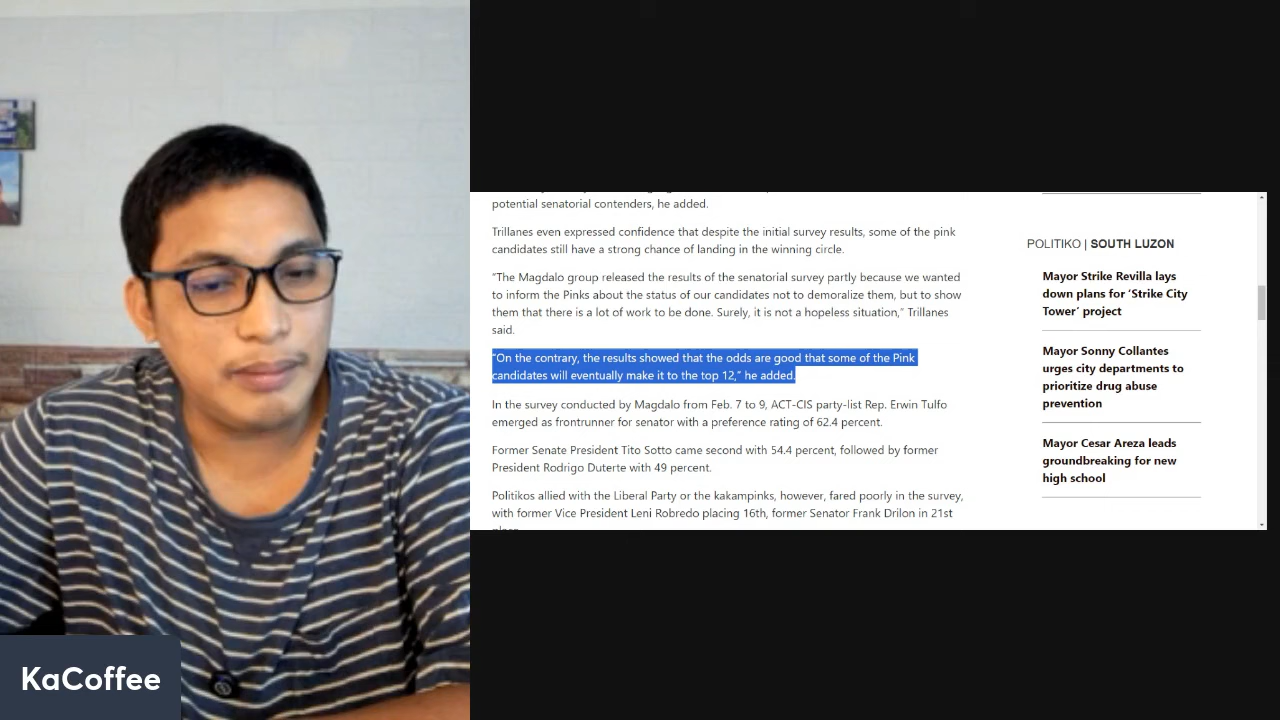 potential senatorial contenders, he added.
Trillanes even expressed confidence that despite the initial survey results, some of the pink
candidates still have a strong chance of landing in the winning circle.
“The Magdalo group released the results of the senatorial survey partly because we wanted
to inform the Pinks about the status of our candidates not to demoralize them, but to show
them that there is a lot of work to be done. Surely, it is not a hopeless situation,” Trillanes
said.
“On the contrary, the results showed that the odds are good that some of the Pink
candidates will eventually make it to the top 12,” he added.
In the survey conducted by Magdalo from Feb. 7 to 9, ACT-CIS party-list Rep. Erwin Tulfo
emerged as frontrunner for senator with a preference rating of 62.4 percent.
Former Senate President Tito Sotto came second with 54.4 percent, followed by former
President Rodrigo Duterte with 49 percent.
Politikos allied with the Liberal Party or the kakampinks, however, fared poorly in the survey,
with former Vice President Leni Robredo placing 16th, former Senator Frank Drilon in 21st
POLITIKO | SOUTH LUZON
Mayor Strike Revilla lays
down plans for ‘Strike City
Tower’ project
Mayor Sonny Collantes
urges city departments to
prioritize drug abuse
prevention
Mayor Cesar Areza leads
groundbreaking for new
high school
KaCoffee